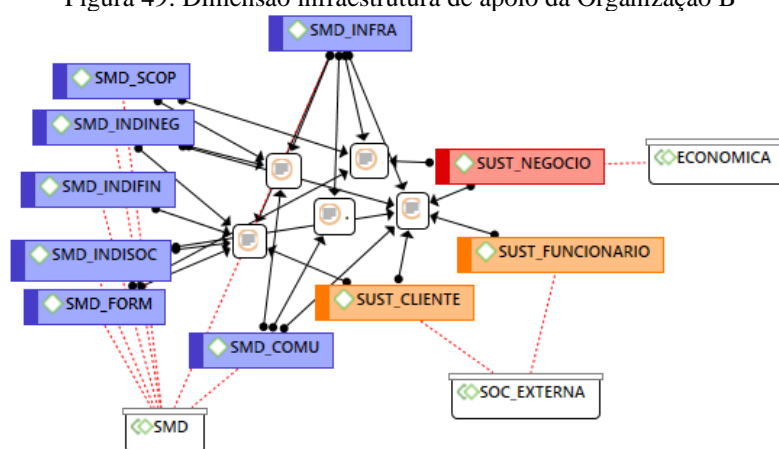 Figura 49: Dimensão infraestrutura de apoio da Organização B
SMD_INFRA
SMD_SCOP
SMD_INDINEG
SUST_NEGOCIO
ECONOMICA
SMD_INDIFIN
SMD_INDISOC
SUST_FUNCIONARIO
SMD_FORM
SUST_CLIENTE
SMD_COMU
SOC_EXTERNA
SMD